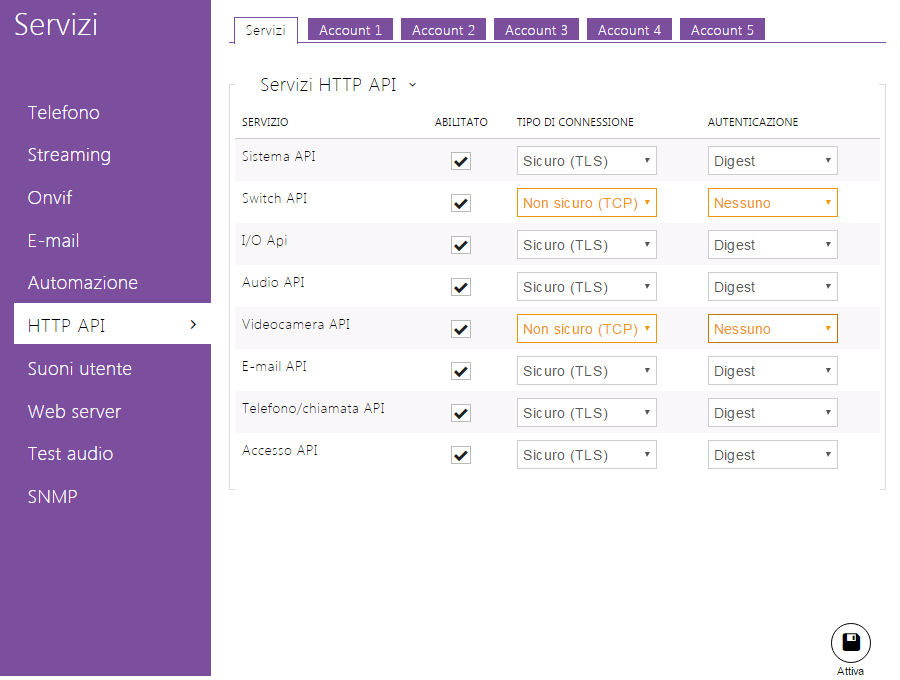 Servizi
Telefono
Streaming
Onvif
E-mail
Automazione
HTTP API
Suoni utente
Web server
Test audio
SNMP
Servizi Account 1 Account 2 Account 3 Account 4 Account 5
Servizi HTTP API
SERVIZIO ABILITATO TIPO DI CONNESSIONE AUTENTICAZIONE
Sistema API Sicuro (TLS) Digest
Switch API Non sicuro (TCP) Nessuno
I/O Api Sicuro (TLS) Digest
Audio API Sicuro (TLS) Digest
Videocamera API Non sicuro (TCP) Nessuno
E-mail API Sicuro (TLS) Digest
Telefono/chiamata API Sicuro (TLS) Digest
Accesso API Sicuro (TLS) Digest
Attiva